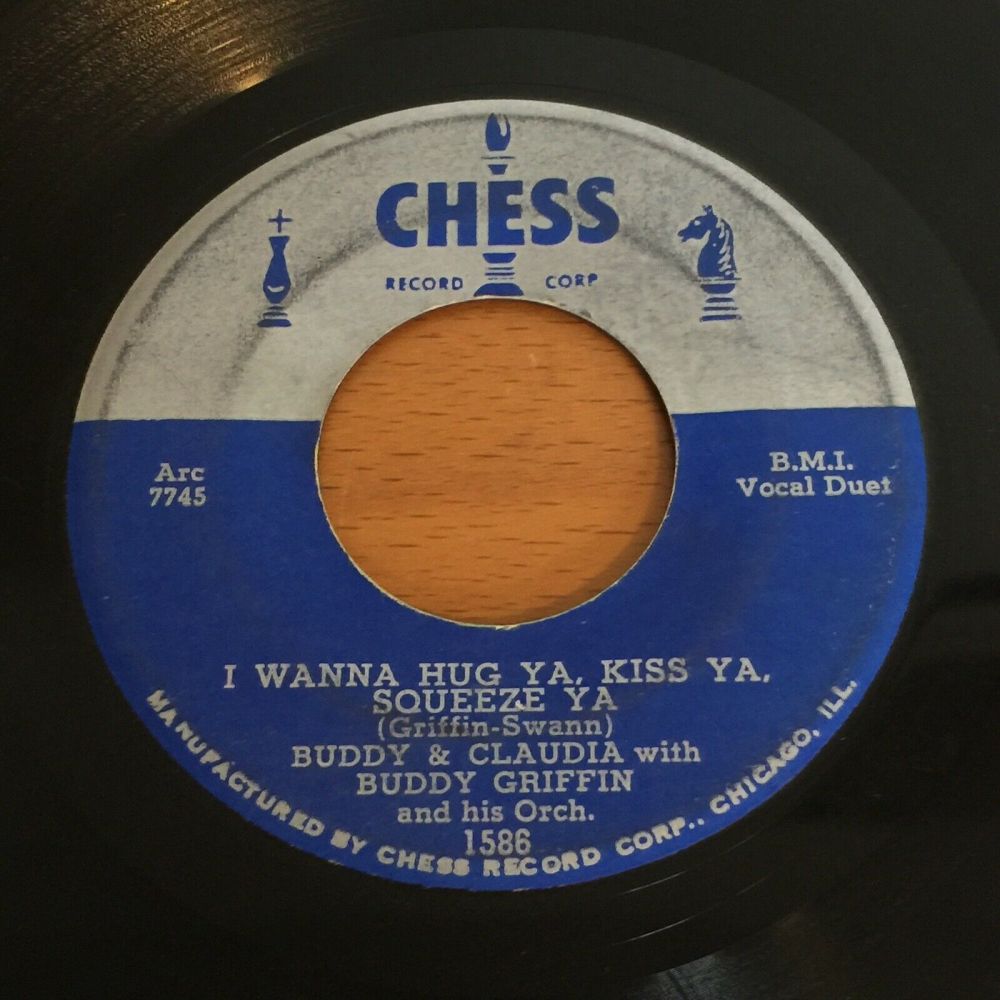 CHESS
RECORD CORP
Arc
7745
B.M.I.
Vocal Duet
I WANNA HUG YA, KISS YA,
SQUEEZE YA
(Griffin-Swann)
BUDDY & CLAUDIA with
BUDDY GRIFFIN
and his Orch.
1586
MANUFACTURED BY CHESS RECORD CORP., CHICAGO, ILL.